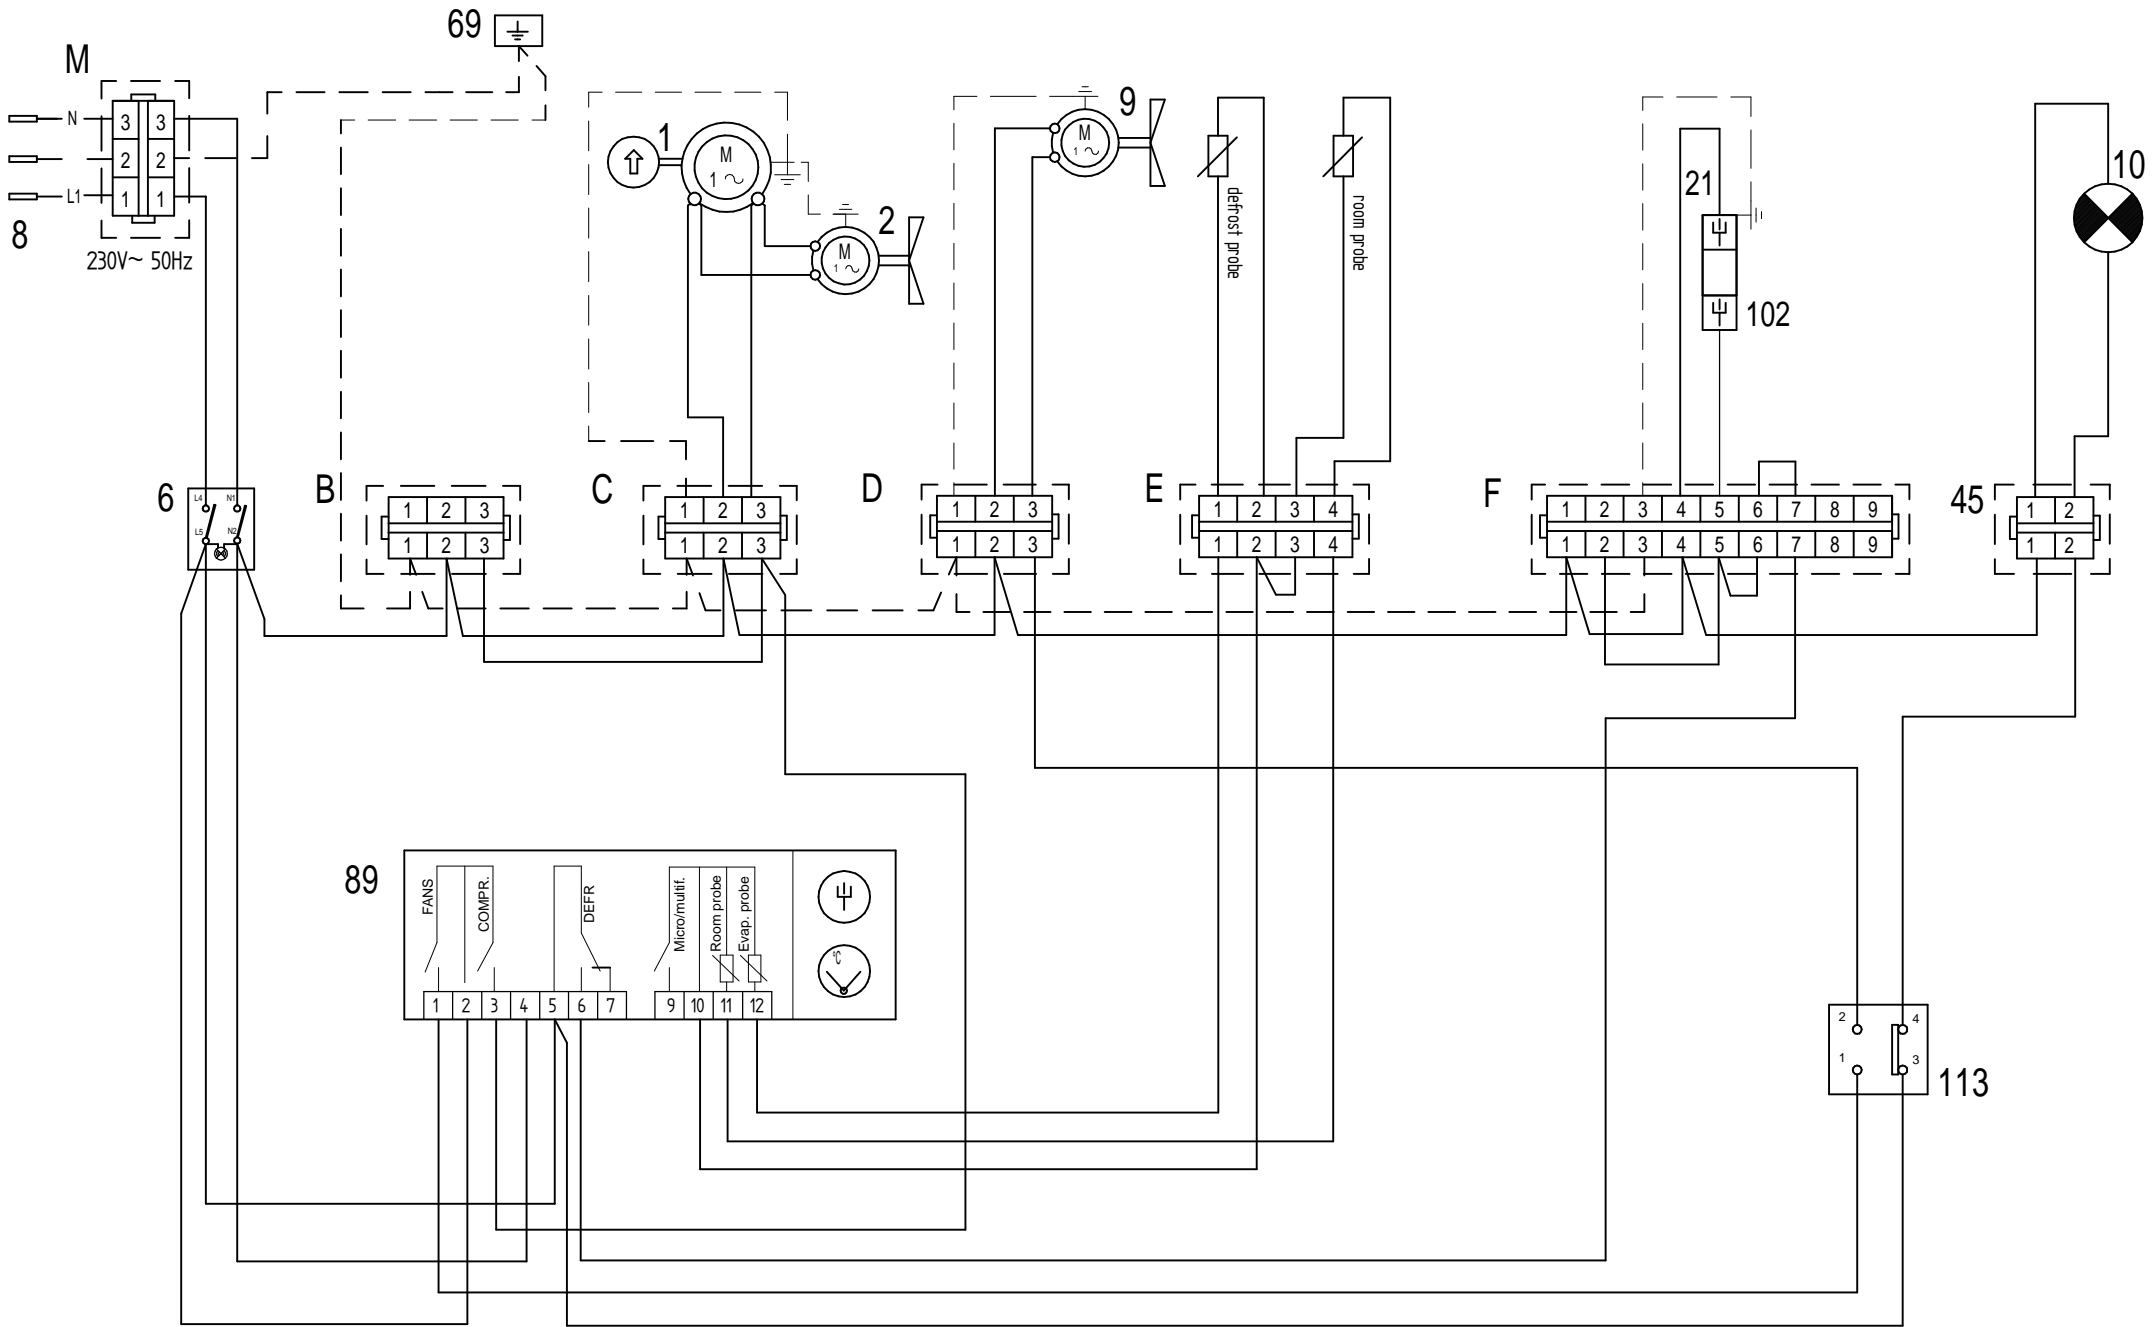 69
M
N
3 3
2 2
L1
1 1
8
230V~ 50Hz
1
M
1
2
M
1
9
M
1
defrost probe
room probe
21
102
10
6
L4 N1
L5 N2
B
1 2 3
1 2 3
C
1 2 3
1 2 3
D
1 2 3
1 2 3
E
1 2 3 4
1 2 3 4
F
1 2 3 4 5 6 7 8 9
1 2 3 4 5 6 7 8 9
45
1 2
1 2
89
FANS
COMPR.
DEFR
Micro/multif.
Room probe
Evap. probe
°C
1 2 3 4 5 6 7 9 10 11 12
2 4
1 3
113